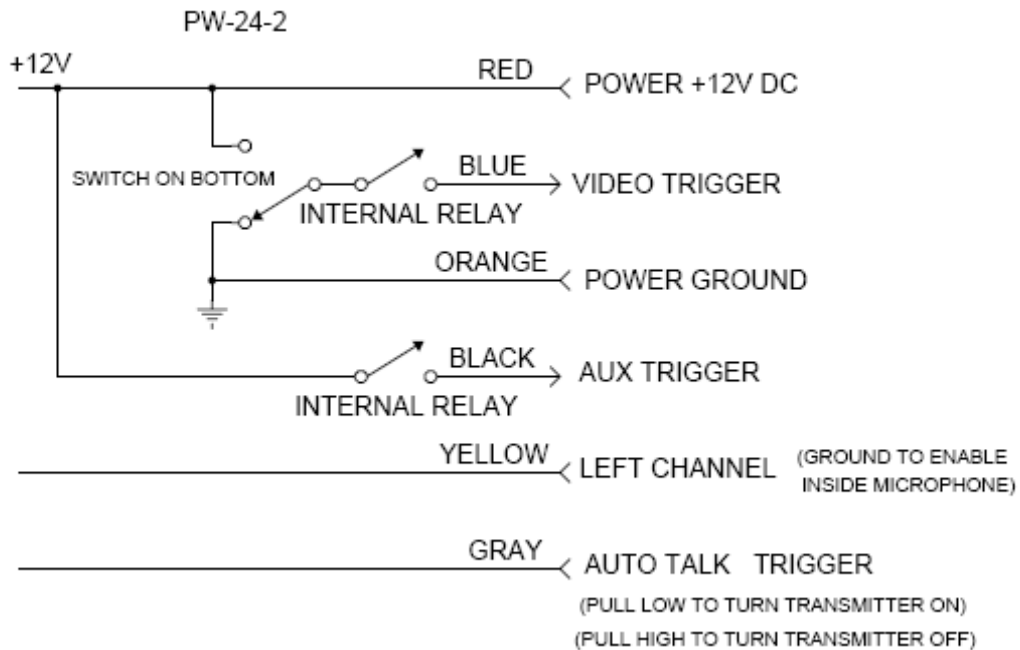 PW-24-2
+12V
RED
POWER +12V DC
SWITCH ON BOTTOM
BLUE
VIDEO TRIGGER
INTERNAL RELAY
ORANGE
POWER GROUND
BLACK
AUX TRIGGER
INTERNAL RELAY
YELLOW
LEFT CHANNEL
(GROUND TO ENABLE
INSIDE MICROPHONE)
GRAY
AUTO TALK TRIGGER
(PULL LOW TO TURN TRANSMITTER ON)
(PULL HIGH TO TURN TRANSMITTER OFF)